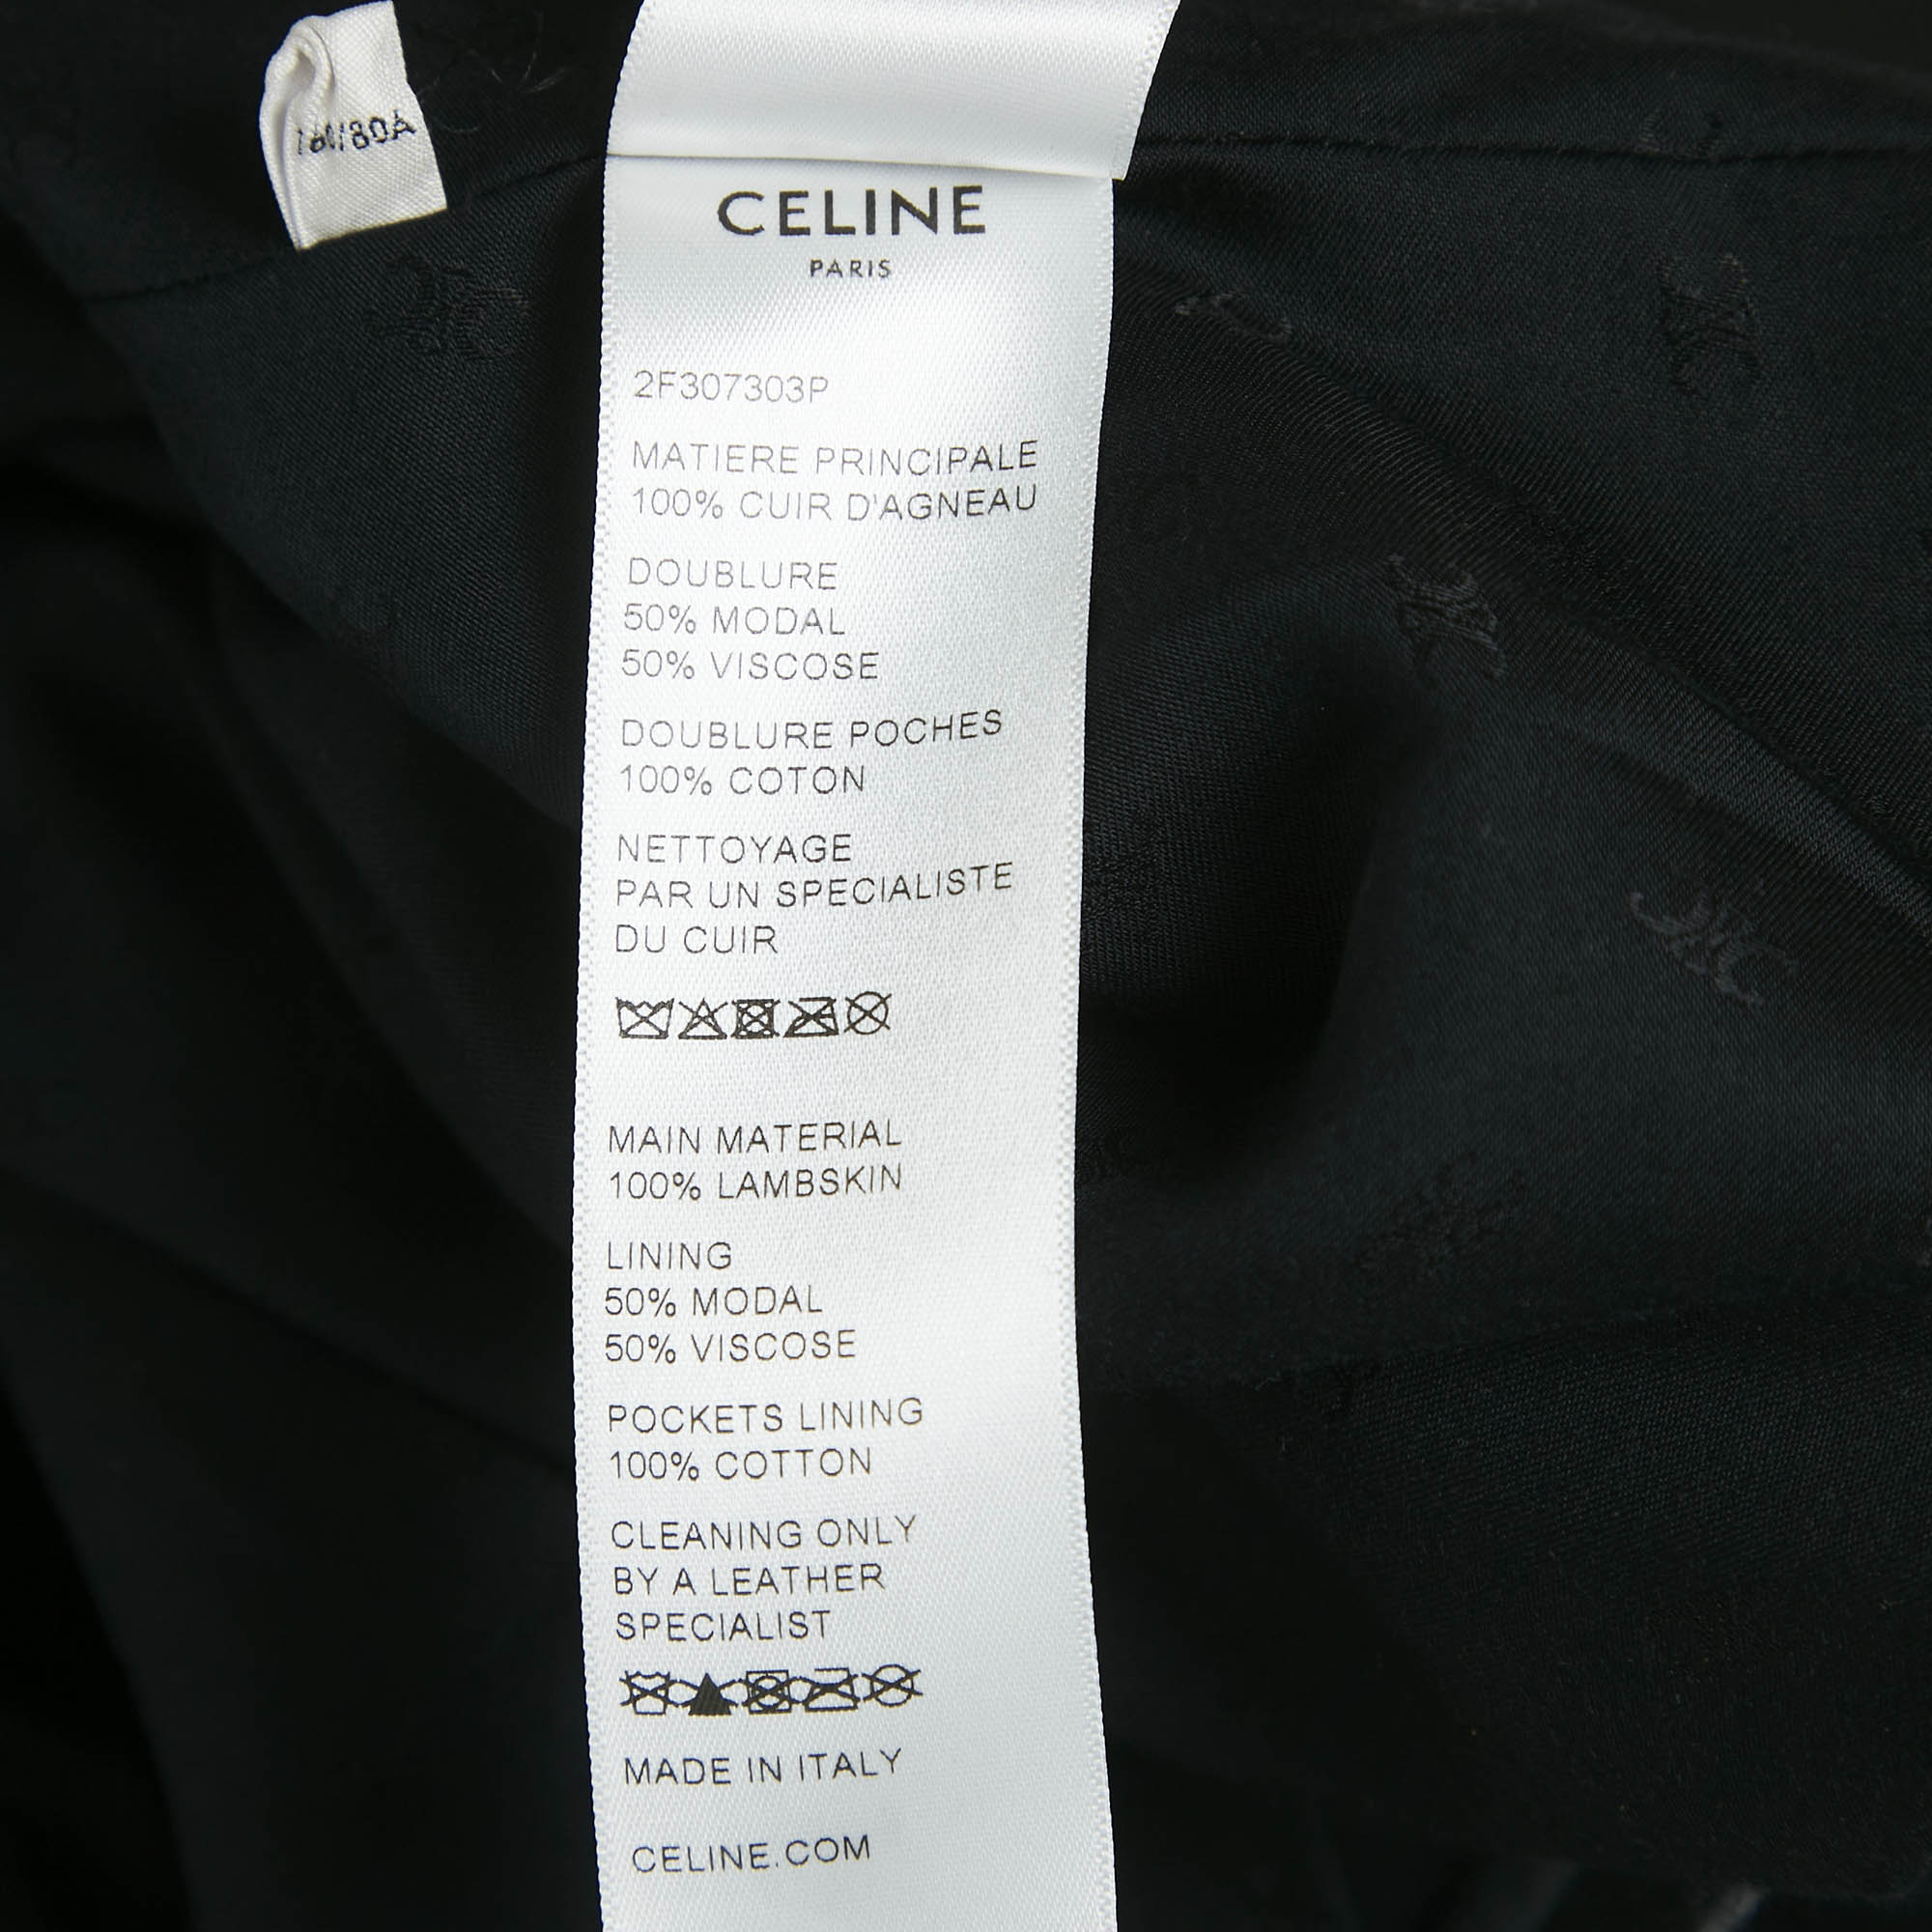 160/80A
CELINE
PARIS
2F307303P
MATIERE PRINCIPALE
100% CUIR D'AGNEAU
DOUBLURE
50% MODAL
50% VISCOSE
DOUBLURE POCHES
100% COTON
NETTOYAGE
PAR UN SPECIALISTE
DU CUIR
MAIN MATERIAL
100% LAMBSKIN
LINING
50% MODAL
50% VISCOSE
POCKETS LINING
100% COTTON
CLEANING ONLY
BY A LEATHER
SPECIALIST
MADE IN ITALY
CELINE.COM